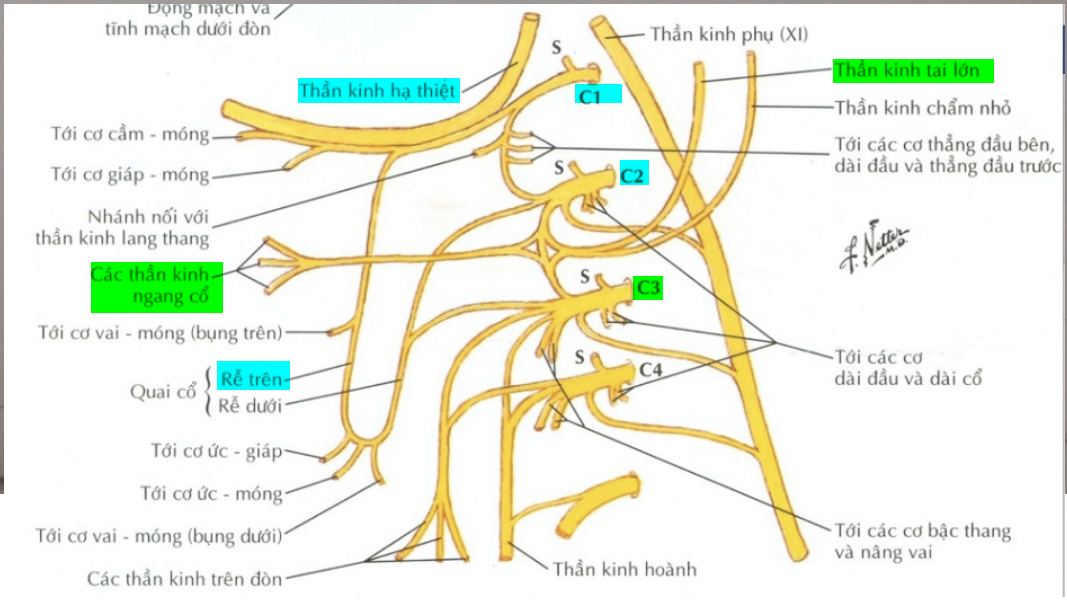 Động mạch và
tĩnh mạch dưới đòn
S
Thần kinh phụ (XI)
Thần kinh hạ thiệt
C1
Thần kinh tai lớn
Thần kinh chẩm nhỏ
Tới cơ cằm - móng
Tới các cơ thẳng đầu bên,
dài đầu và thẳng đầu trước
Tới cơ giáp - móng
S
C2
Nhánh nối với
thần kinh lang thang
F. Netter
M.D.
Các thần kinh
ngang cổ
S
C3
Tới cơ vai - móng (bụng trên)
S
C4
Tới các cơ
dài đầu và dài cổ
Quai cổ
Rễ trên
Rễ dưới
Tới cơ ức - giáp
Tới cơ ức - móng
Tới cơ vai - móng (bụng dưới)
Tới các cơ bậc thang
và nâng vai
Các thần kinh trên đòn
Thần kinh hoành